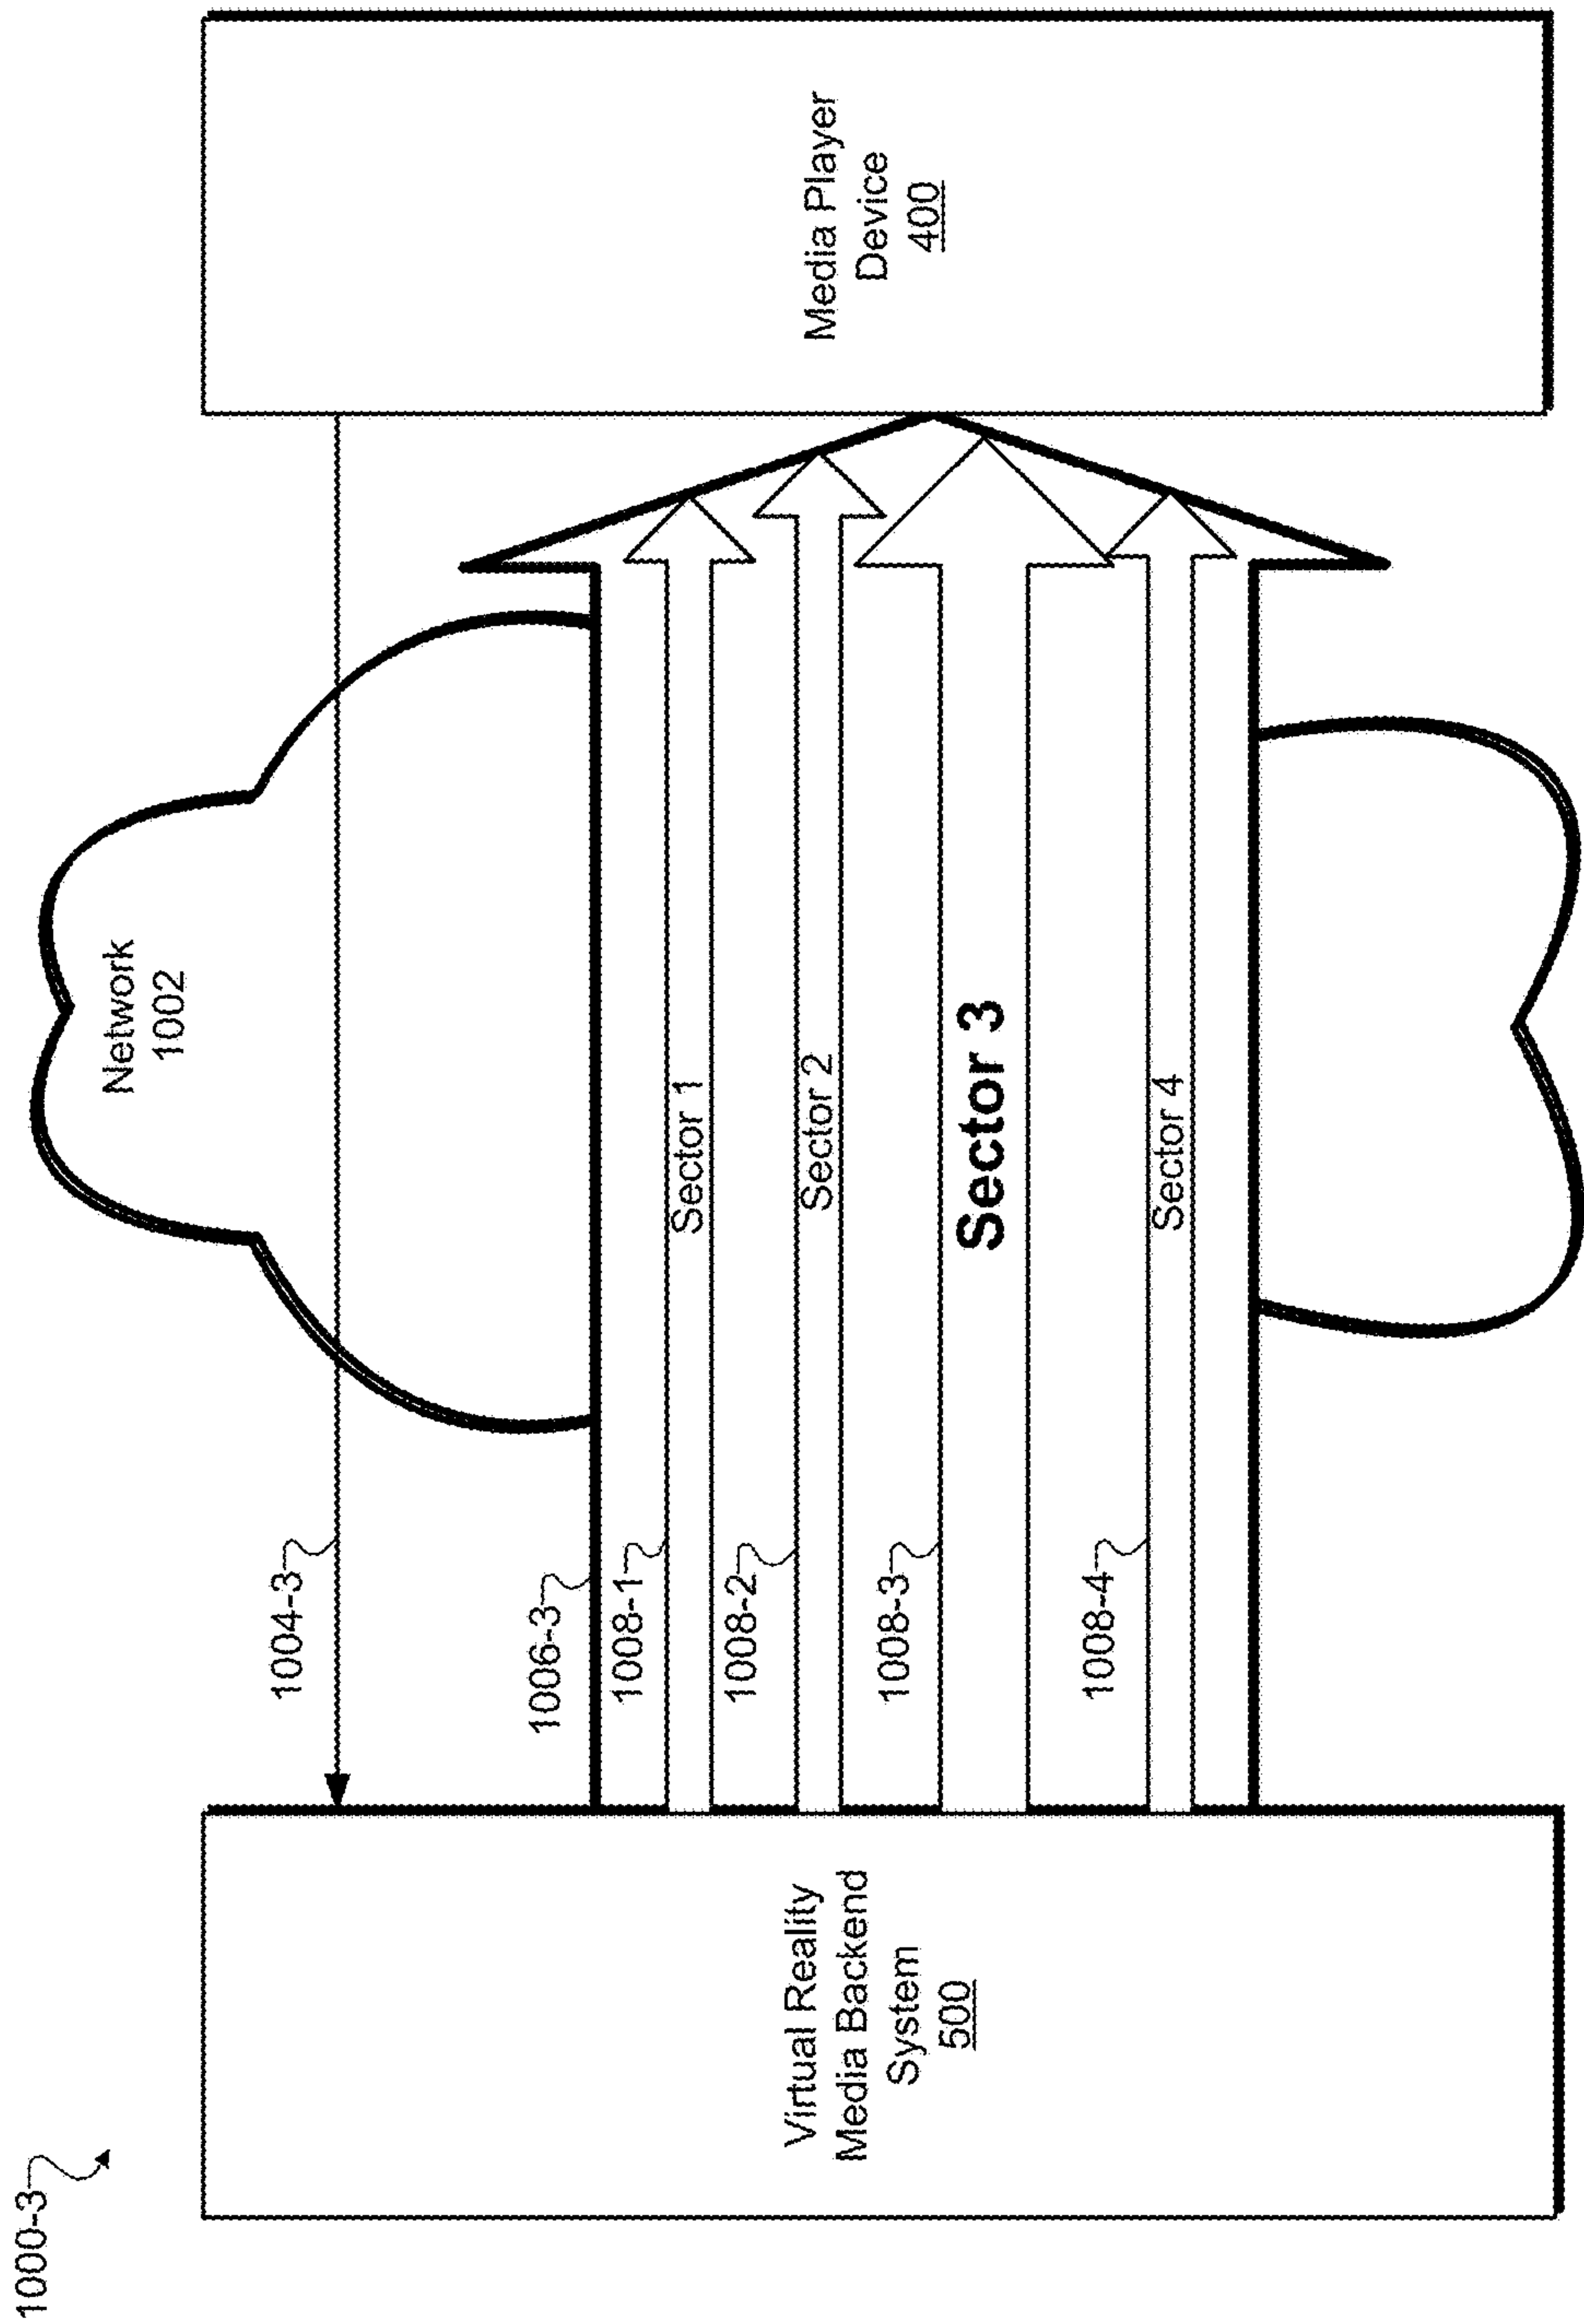 1000-3
Virtual Reality
Media Backend
System
500
1004-3
1006-3
1008-1
1008-2
1008-3
1008-4
Network
1002
Sector 1
Sector 2
Sector 3
Sector 4
Media Player
Device
400